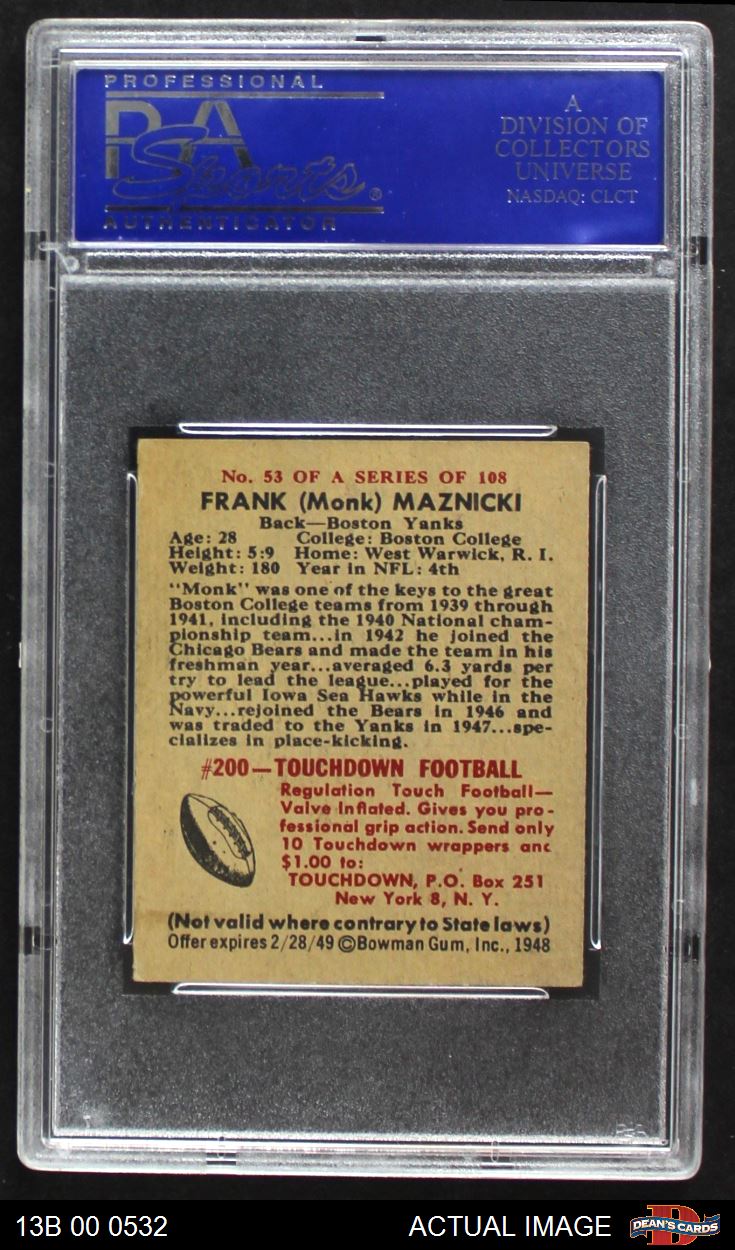 PROFESSIONAL
PSA
Sports®
AUTHENTICATOR
A
DIVISION OF
COLLECTORS
UNIVERSE
NASDAQ: CLCT
No. 53 OF A SERIES OF 108
FRANK (Monk) MAZNICKI
Back—Boston Yanks
Age: 28 College: Boston College
Height: 5:9 Home: West Warwick, R. I.
Weight: 180 Year in NFL: 4th
"Monk" was one of the keys to the great
Boston College teams from 1939 through
1941, including the 1940 National cham-
pionship team...in 1942 he joined the
Chicago Bears and made the team in his
freshman year...averaged 6.3 yards per
try to lead the league...played for the
powerful Iowa Sea Hawks while in the
Navy...rejoined the Bears in 1946 and
was traded to the Yanks in 1947...spe-
cializes in place-kicking.
#200—TOUCHDOWN FOOTBALL
Regulation Touch Football—
Valve Inflated. Gives you pro-
fessional grip action. Send only
10 Touchdown wrappers anc
$1.00 to:
TOUCHDOWN, P.O. Box 251
New York 8, N. Y.
(Not valid where contrary to State laws)
Offer expires 2/28/49 ©Bowman Gum, Inc., 1948
PSA
13B 00 0532
ACTUAL IMAGE
D
DEAN'S CARDS